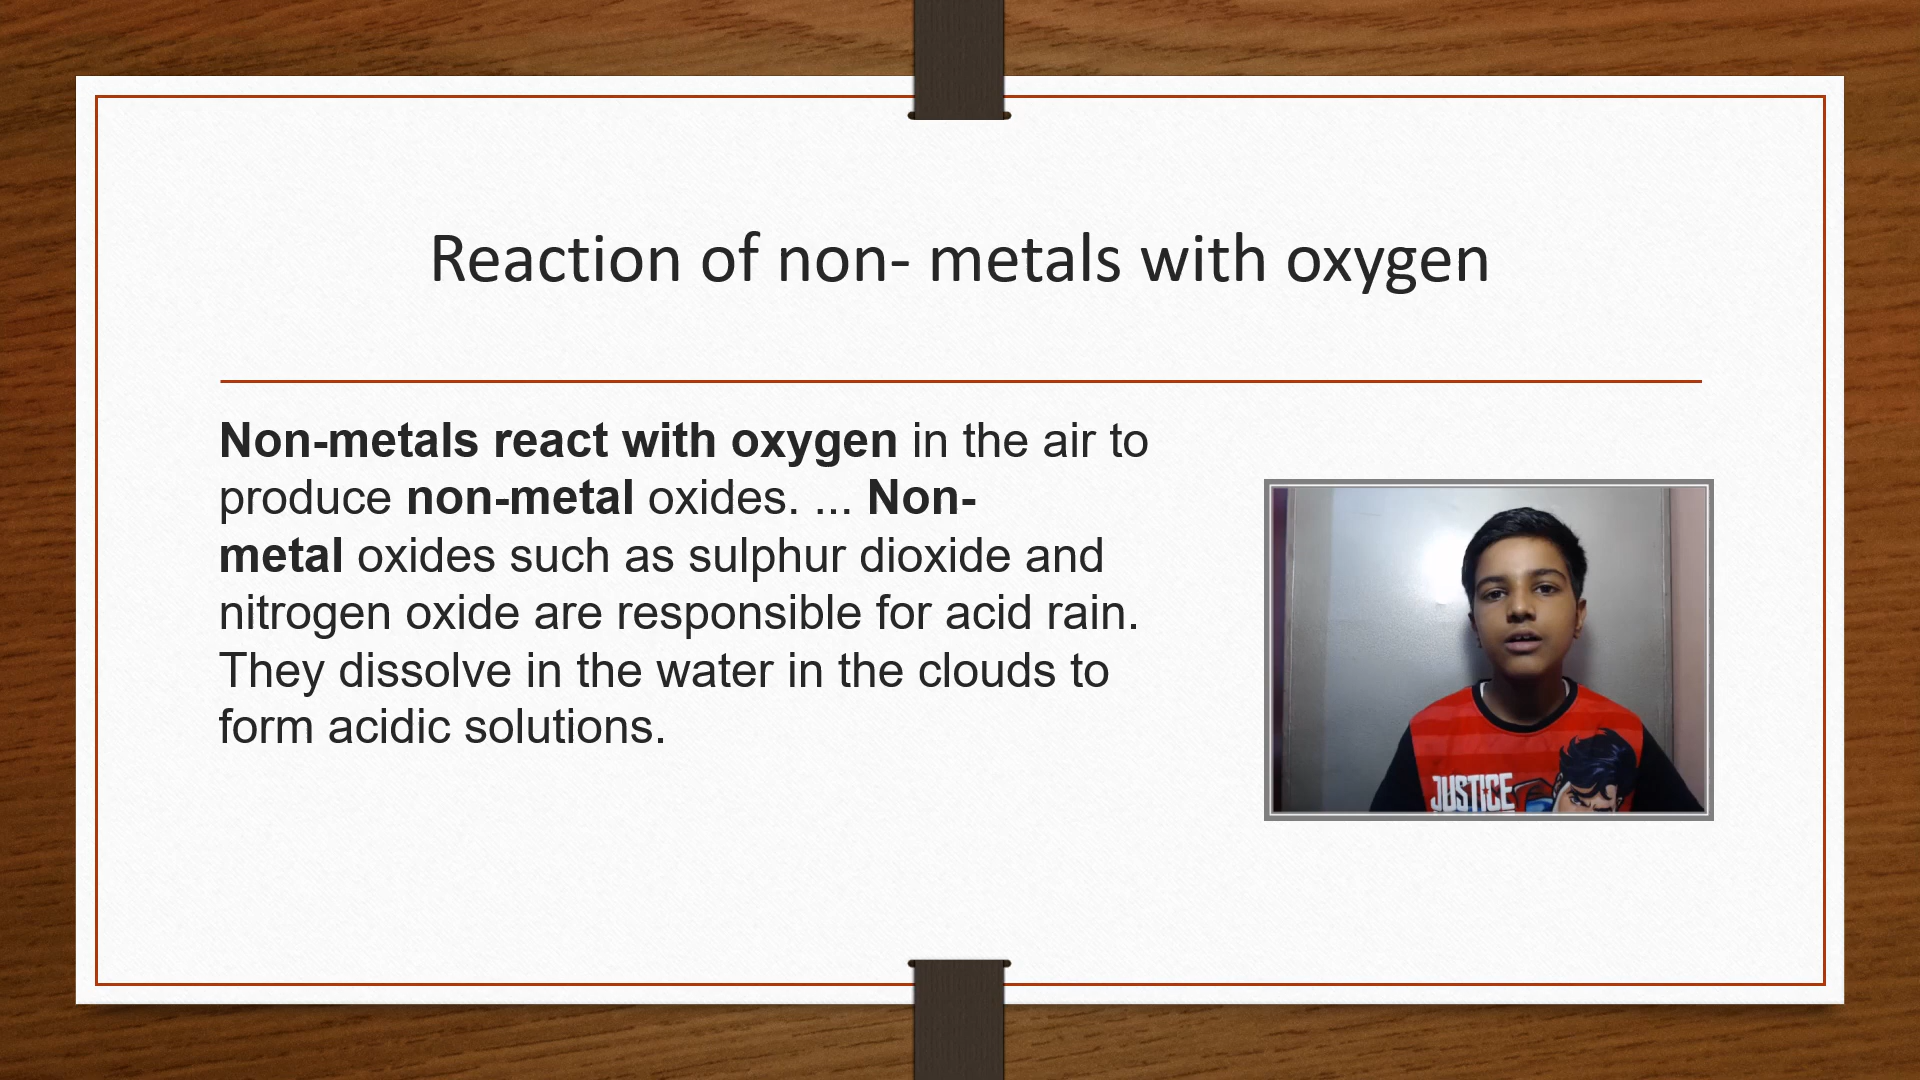 Reaction of non- metals with oxygen
Non-metals react with oxygen in the air to
produce non-metal oxides. ... Non-
metal oxides such as sulphur dioxide and
nitrogen oxide are responsible for acid rain.
They dissolve in the water in the clouds to
form acidic solutions.
JUSTICE